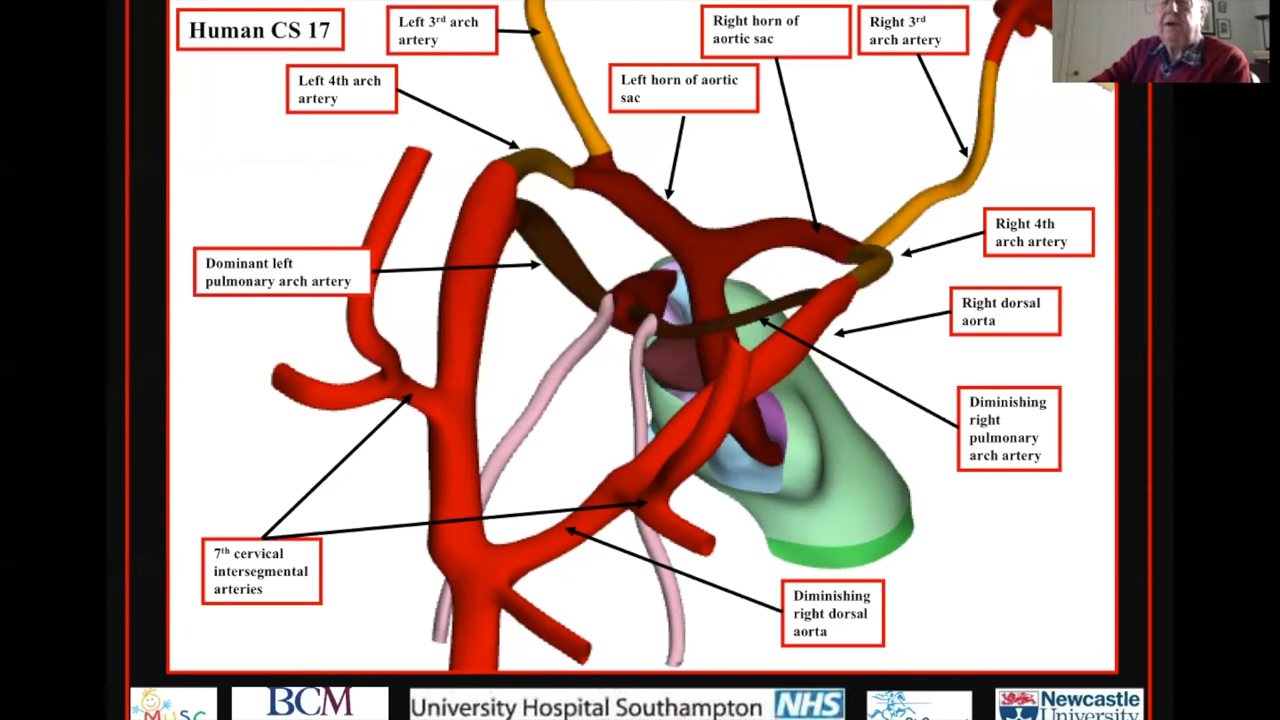 Human CS 17
Left 3rd arch
artery
Right horn of
aortic sac
Right 3rd
arch artery
Left 4th arch
artery
Left horn of aortic
sac
Right 4th
arch artery
Dominant left
pulmonary arch artery
Right dorsal
aorta
Diminishing
right
pulmonary
arch artery
7th cervical
intersegmental
arteries
Diminishing
right dorsal
aorta
MUSC
BCM
University Hospital Southampton
NHS
Newcastle
University